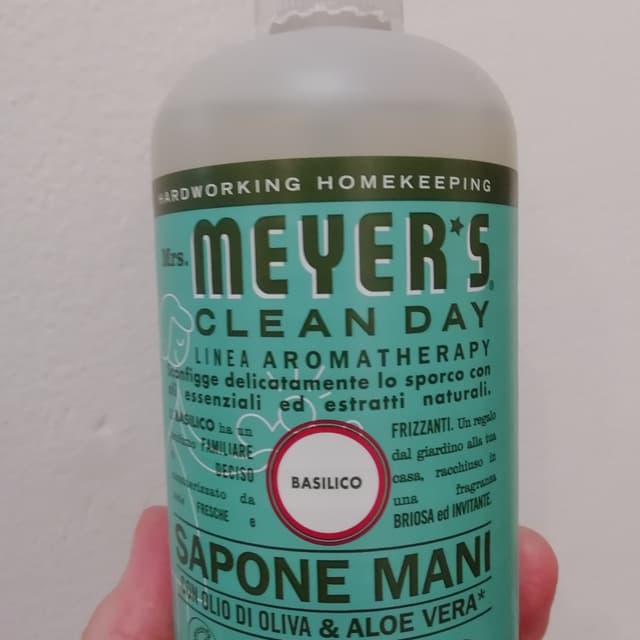 HARDWORKING HOMEKEEPING
Mrs. MEYER'S
CLEAN DAY
LINEA AROMATHERAPY
Sconfigge delicatamente lo sporco con
oli essenziali ed estratti naturali.
BASILICO ha un
FAMILIARE
DECISO
caratterizzato da
note FRESCHE e
BASILICO
FRIZZANTI. Un regalo
dal giardino alla tua
casa, racchiuso in
una fragranza
BRIOSA ed INVITANTE.
SAPONE MANI
CON OLIO DI OLIVA & ALOE VERA*